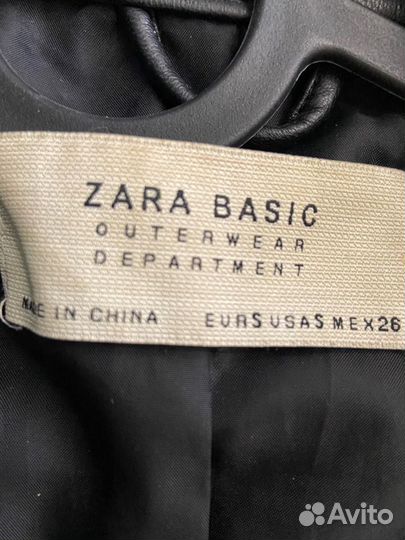 ZARA BASIC
OUTERWEAR
DEPARTMENT
MADE IN CHINA EUR S USA S MEX 26
Avito